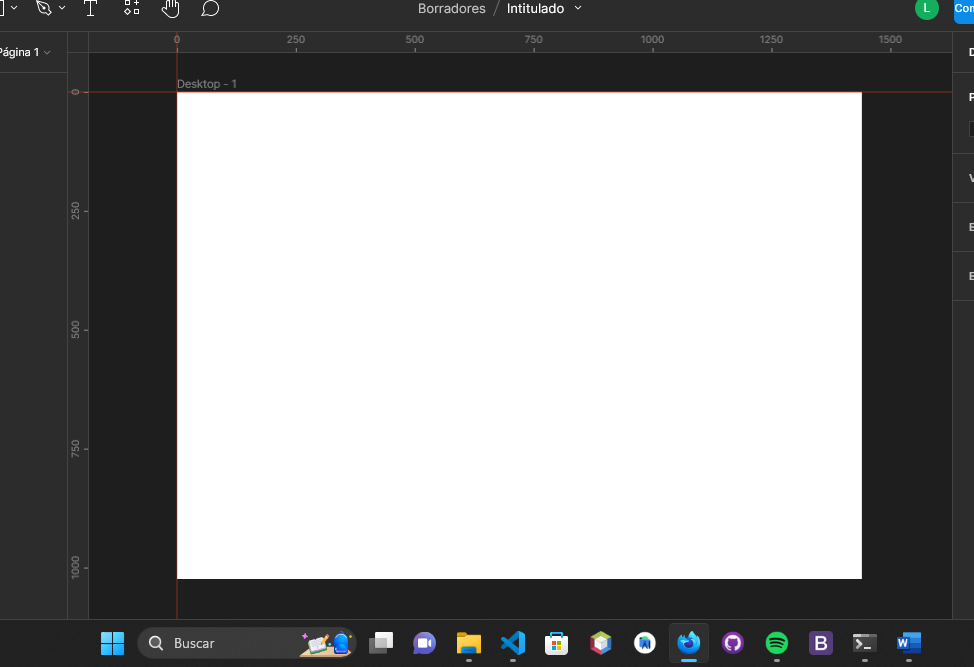 Borradores / Intitulado
L
Com
Página 1
0 250 500 750 1000 1250 1500
Desktop - 1
0
250
500
750
1000
D
P
V
E
E
Buscar
B
W